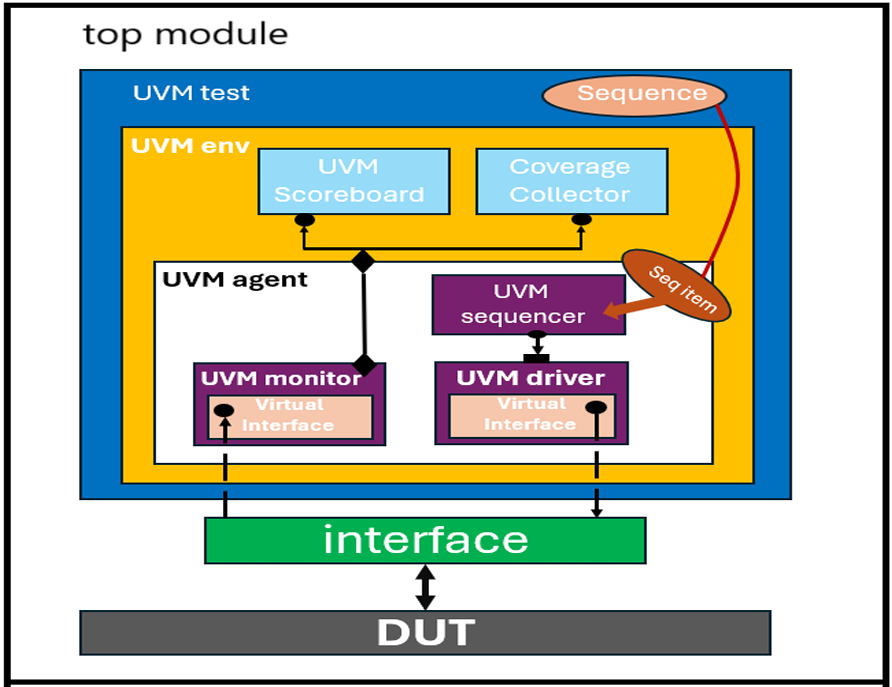 top module
UVM test
Sequence
UVM env
UVM
Scoreboard
Coverage
Collector
UVM agent
UVM
sequencer
Seq item
UVM monitor
Virtual
Interface
UVM driver
Virtual
Interface
interface
DUT